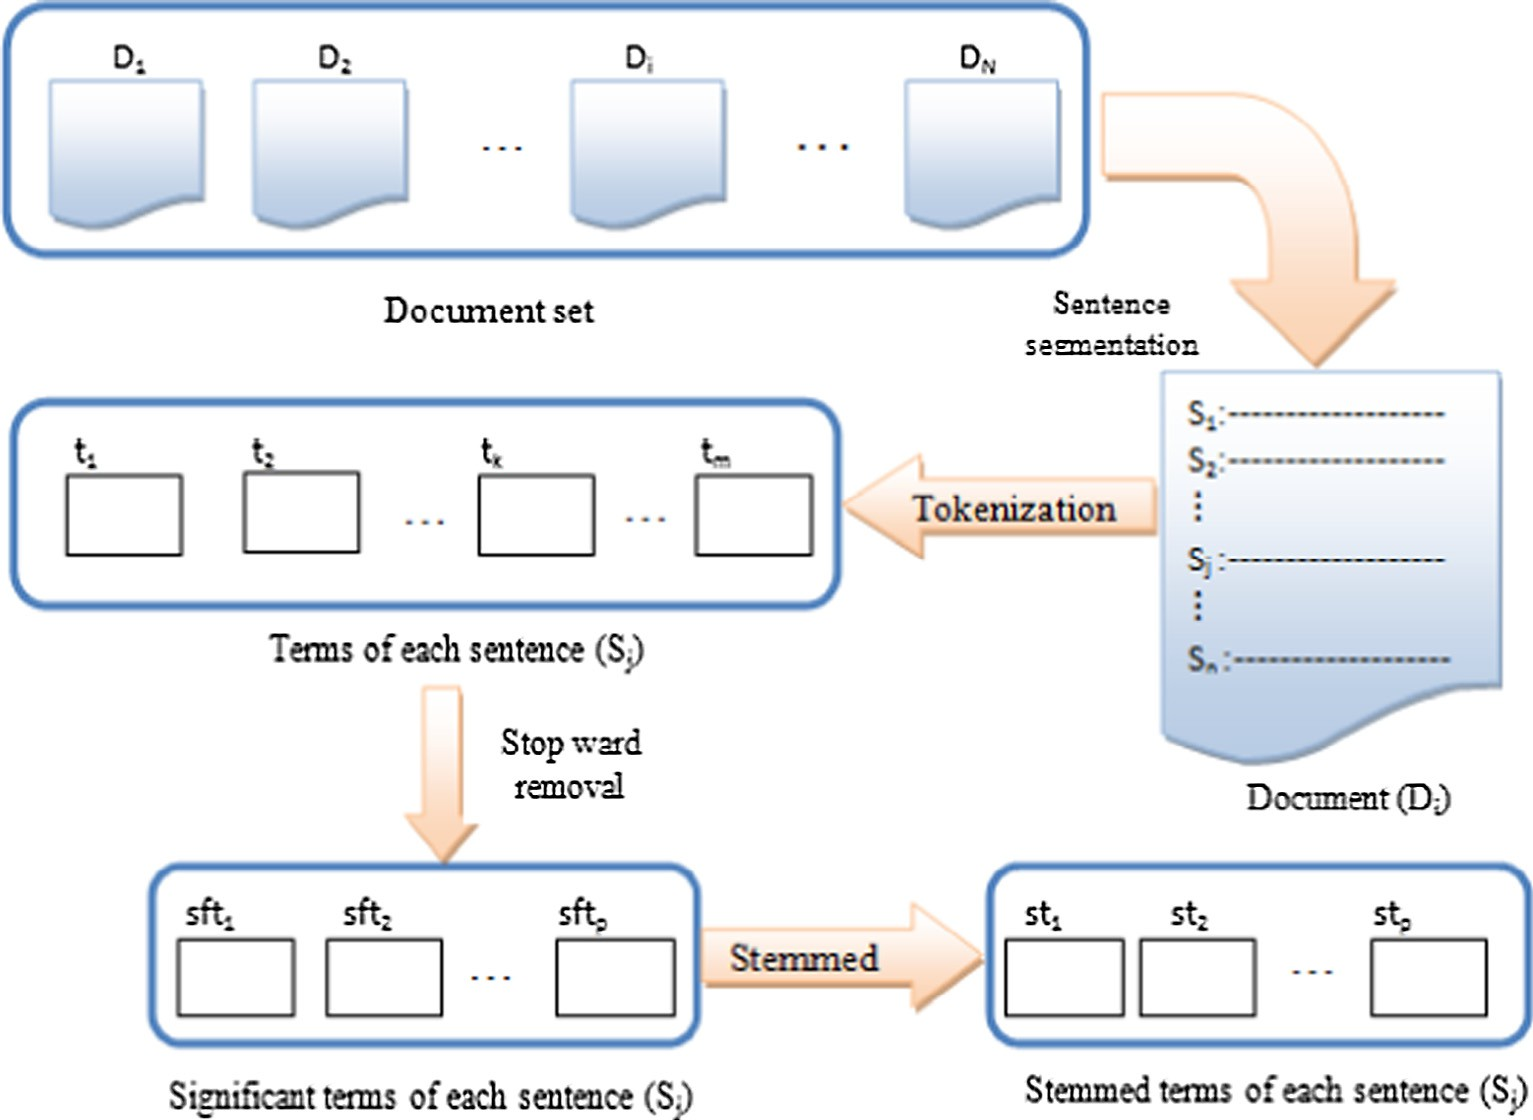 D₁ D₂ Dᵢ D_N
... ...
Document set
Sentence
segmentation
S₁:-------------------
S₂:-------------------
⋮
Sⱼ:-------------------
⋮
Sₙ:-------------------
Document (Dᵢ)
Tokenization
t₁ t₂ tₖ tₘ
... ...
Terms of each sentence (Sⱼ)
Stop ward
removal
sft₁ sft₂ sftₚ
...
Significant terms of each sentence (Sⱼ)
Stemmed
st₁ st₂ stₚ
...
Stemmed terms of each sentence (Sⱼ)